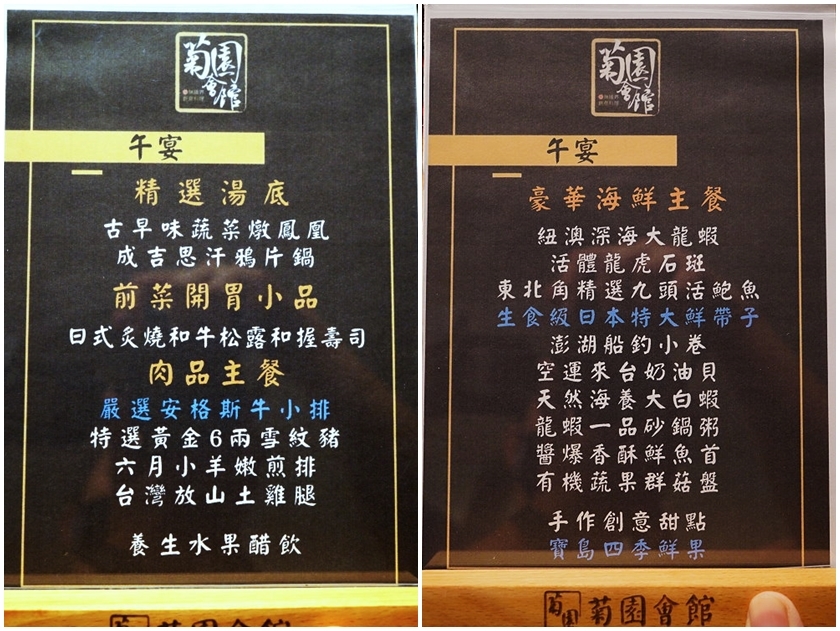 菊園
會館
午宴
精選湯底
古早味蔬菜燉鳳凰
成吉思汗鴉片鍋
前菜開胃小品
日式炙燒和牛松露和握壽司
肉品主餐
嚴選安格斯牛小排
特選黃金6兩雪紋豬
六月小羊嫩煎排
台灣放山土雞腿
養生水果醋飲
菊園會館
菊園
會館
午宴
豪華海鮮主餐
紐澳深海大龍蝦
活體龍虎石斑
東北角精選九頭活鮑魚
生食級日本特大鮮帶子
澎湖船釣小卷
空運來台奶油貝
天然海養大白蝦
龍蝦一品砂鍋粥
醬爆香酥鮮魚首
有機蔬果群菇盤
手作創意甜點
寶島四季鮮果
菊園 菊園會館